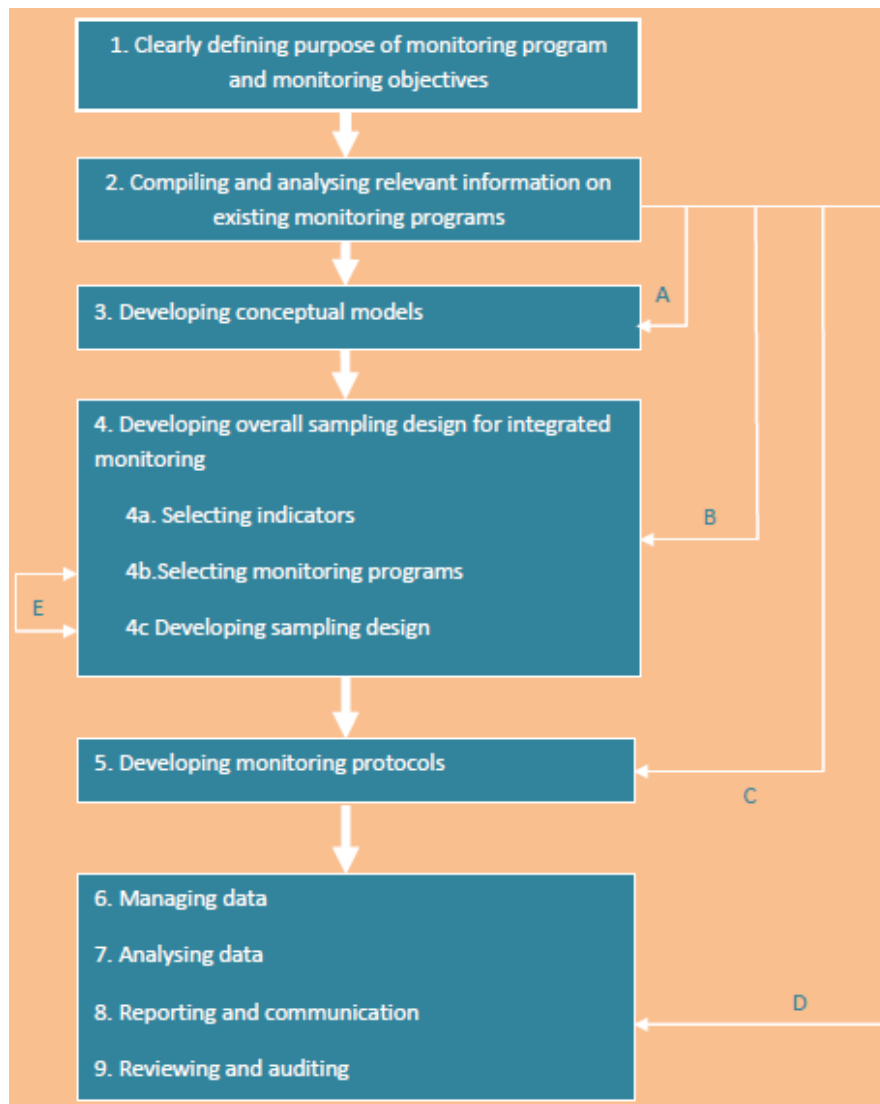 1. Clearly defining purpose of monitoring program
and monitoring objectives
2. Compiling and analysing relevant information on
existing monitoring programs
3. Developing conceptual models
A
4. Developing overall sampling design for integrated
monitoring
4a. Selecting indicators
B
4b.Selecting monitoring programs
E
4c Developing sampling design
5. Developing monitoring protocols
C
6. Managing data
7. Analysing data
8. Reporting and communication
D
9. Reviewing and auditing